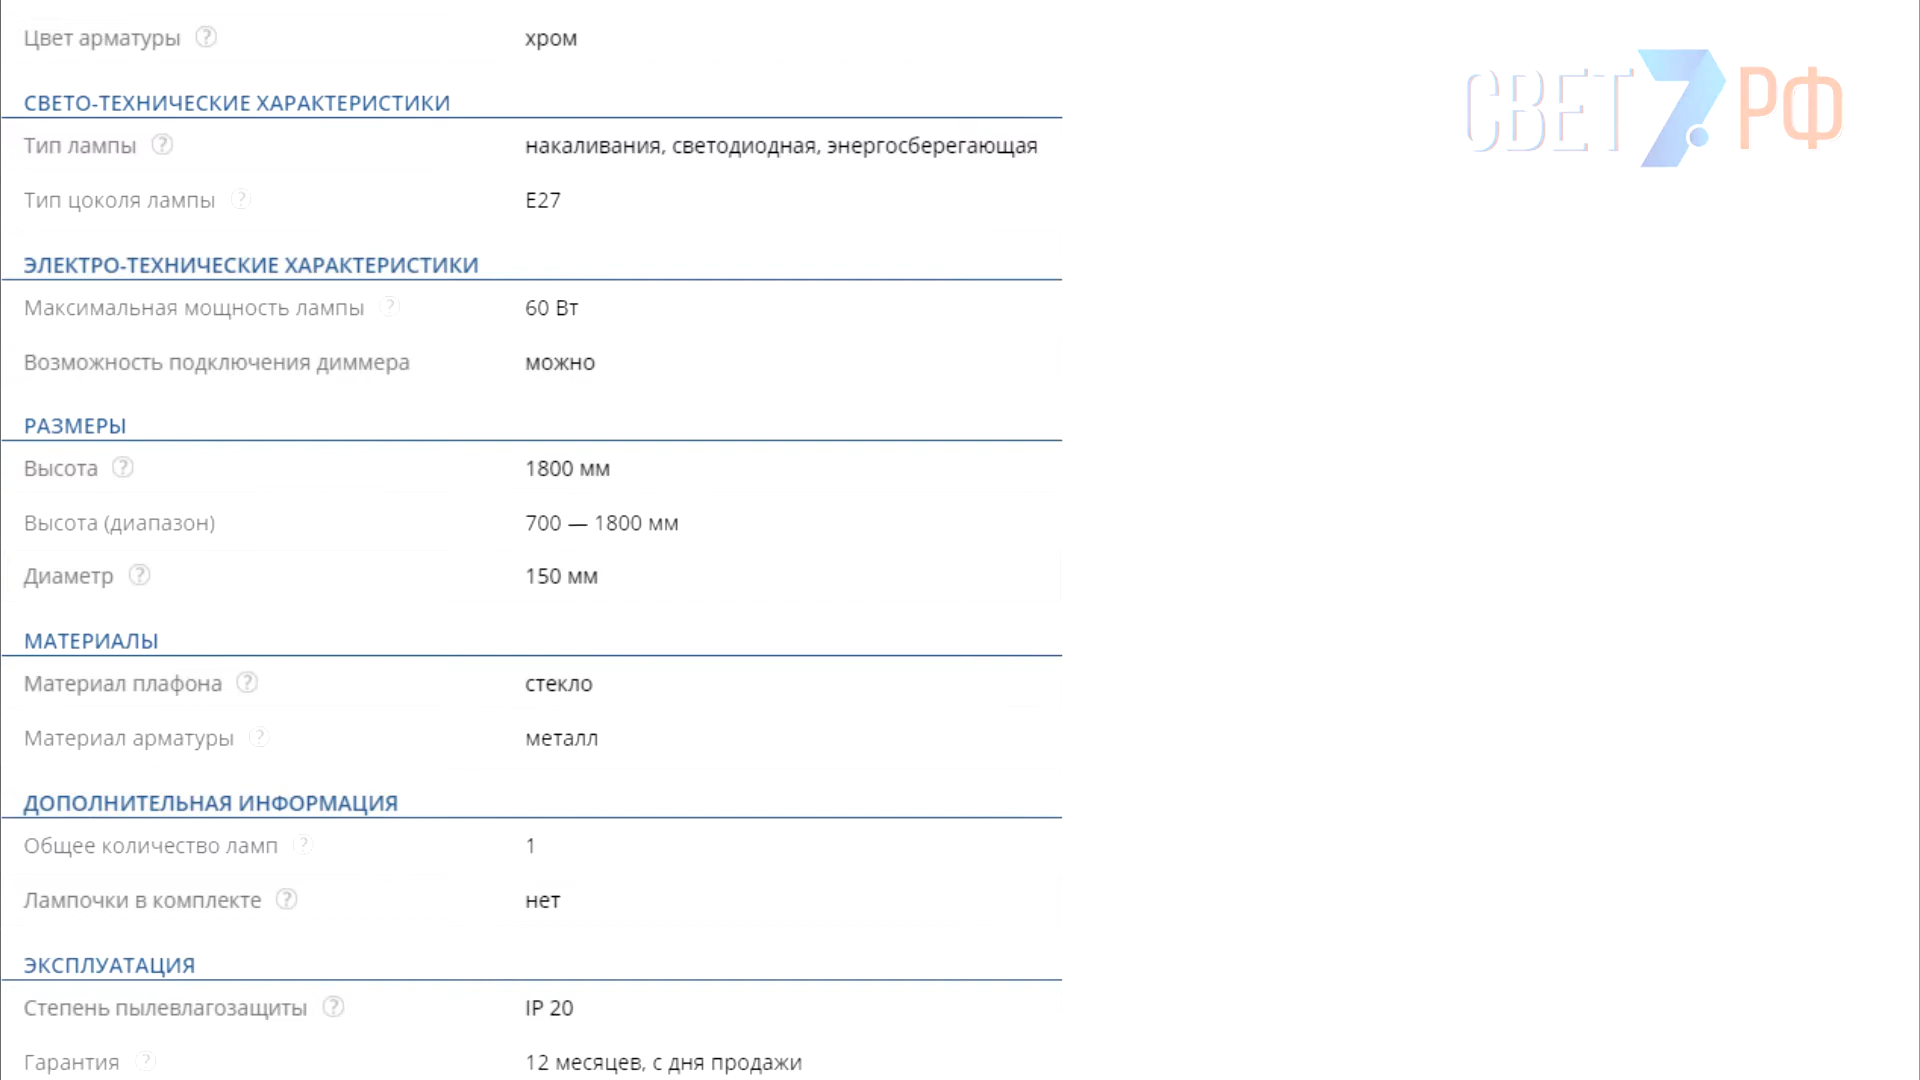 Цвет арматуры ? хром
СВЕТО-ТЕХНИЧЕСКИЕ ХАРАКТЕРИСТИКИ
Тип лампы ? накаливания, светодиодная, энергосберегающая
Тип цоколя лампы ? E27
ЭЛЕКТРО-ТЕХНИЧЕСКИЕ ХАРАКТЕРИСТИКИ
Максимальная мощность лампы ? 60 Вт
Возможность подключения диммера можно
РАЗМЕРЫ
Высота ? 1800 мм
Высота (диапазон) 700 — 1800 мм
Диаметр ? 150 мм
МАТЕРИАЛЫ
Материал плафона ? стекло
Материал арматуры ? металл
ДОПОЛНИТЕЛЬНАЯ ИНФОРМАЦИЯ
Общее количество ламп ? 1
Лампочки в комплекте ? нет
ЭКСПЛУАТАЦИЯ
Степень пылевлагозащиты ? IP 20
Гарантия ? 12 месяцев, с дня продажи
СВЕТ7.РФ